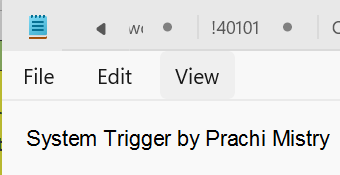 !40101
File Edit View
System Trigger by Prachi Mistry